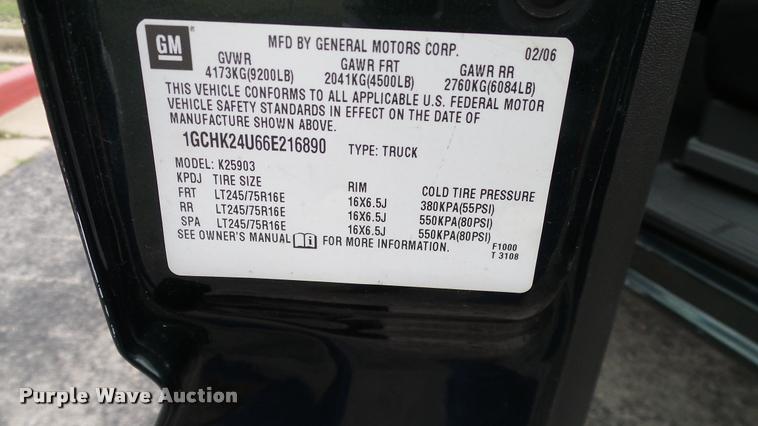 GM
MFD BY GENERAL MOTORS CORP. 02/06
GVWR GAWR FRT GAWR RR
4173KG(9200LB) 2041KG(4500LB) 2760KG(6084LB)
THIS VEHICLE CONFORMS TO ALL APPLICABLE U.S. FEDERAL MOTOR
VEHICLE SAFETY STANDARDS IN EFFECT ON THE DATE OF
MANUFACTURE SHOWN ABOVE.
1GCHK24U66E216890 TYPE: TRUCK
MODEL: K25903
KPDJ TIRE SIZE RIM COLD TIRE PRESSURE
FRT LT245/75R16E 16X6.5J 380KPA(55PSI)
RR LT245/75R16E 16X6.5J 550KPA(80PSI)
SPA LT245/75R16E 16X6.5J 550KPA(80PSI)
SEE OWNER'S MANUAL FOR MORE INFORMATION. F1000
T 3108
Purple Wave Auction